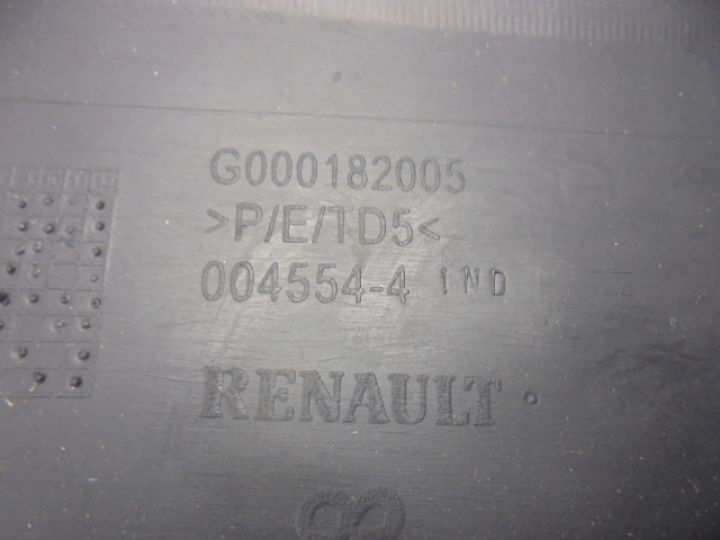 G000182005
>P/E/TD5<
004554-4 IND
RENAULT